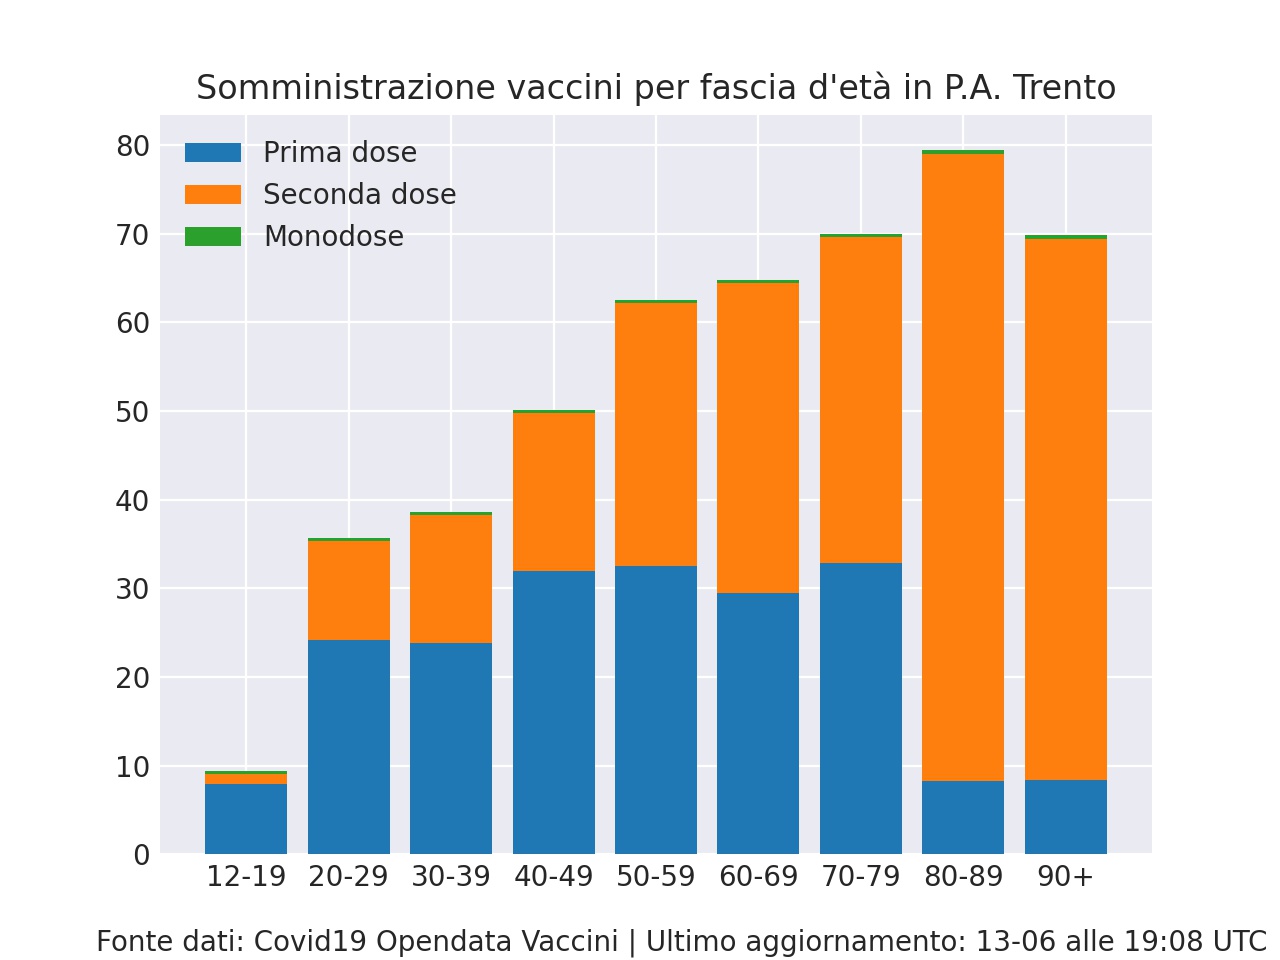 Somministrazione vaccini per fascia d'età in P.A. Trento
Prima dose
Seconda dose
Monodose
80
70
60
50
40
30
20
10
0
12-19 20-29 30-39 40-49 50-59 60-69 70-79 80-89 90+
Fonte dati: Covid19 Opendata Vaccini | Ultimo aggiornamento: 13-06 alle 19:08 UTC